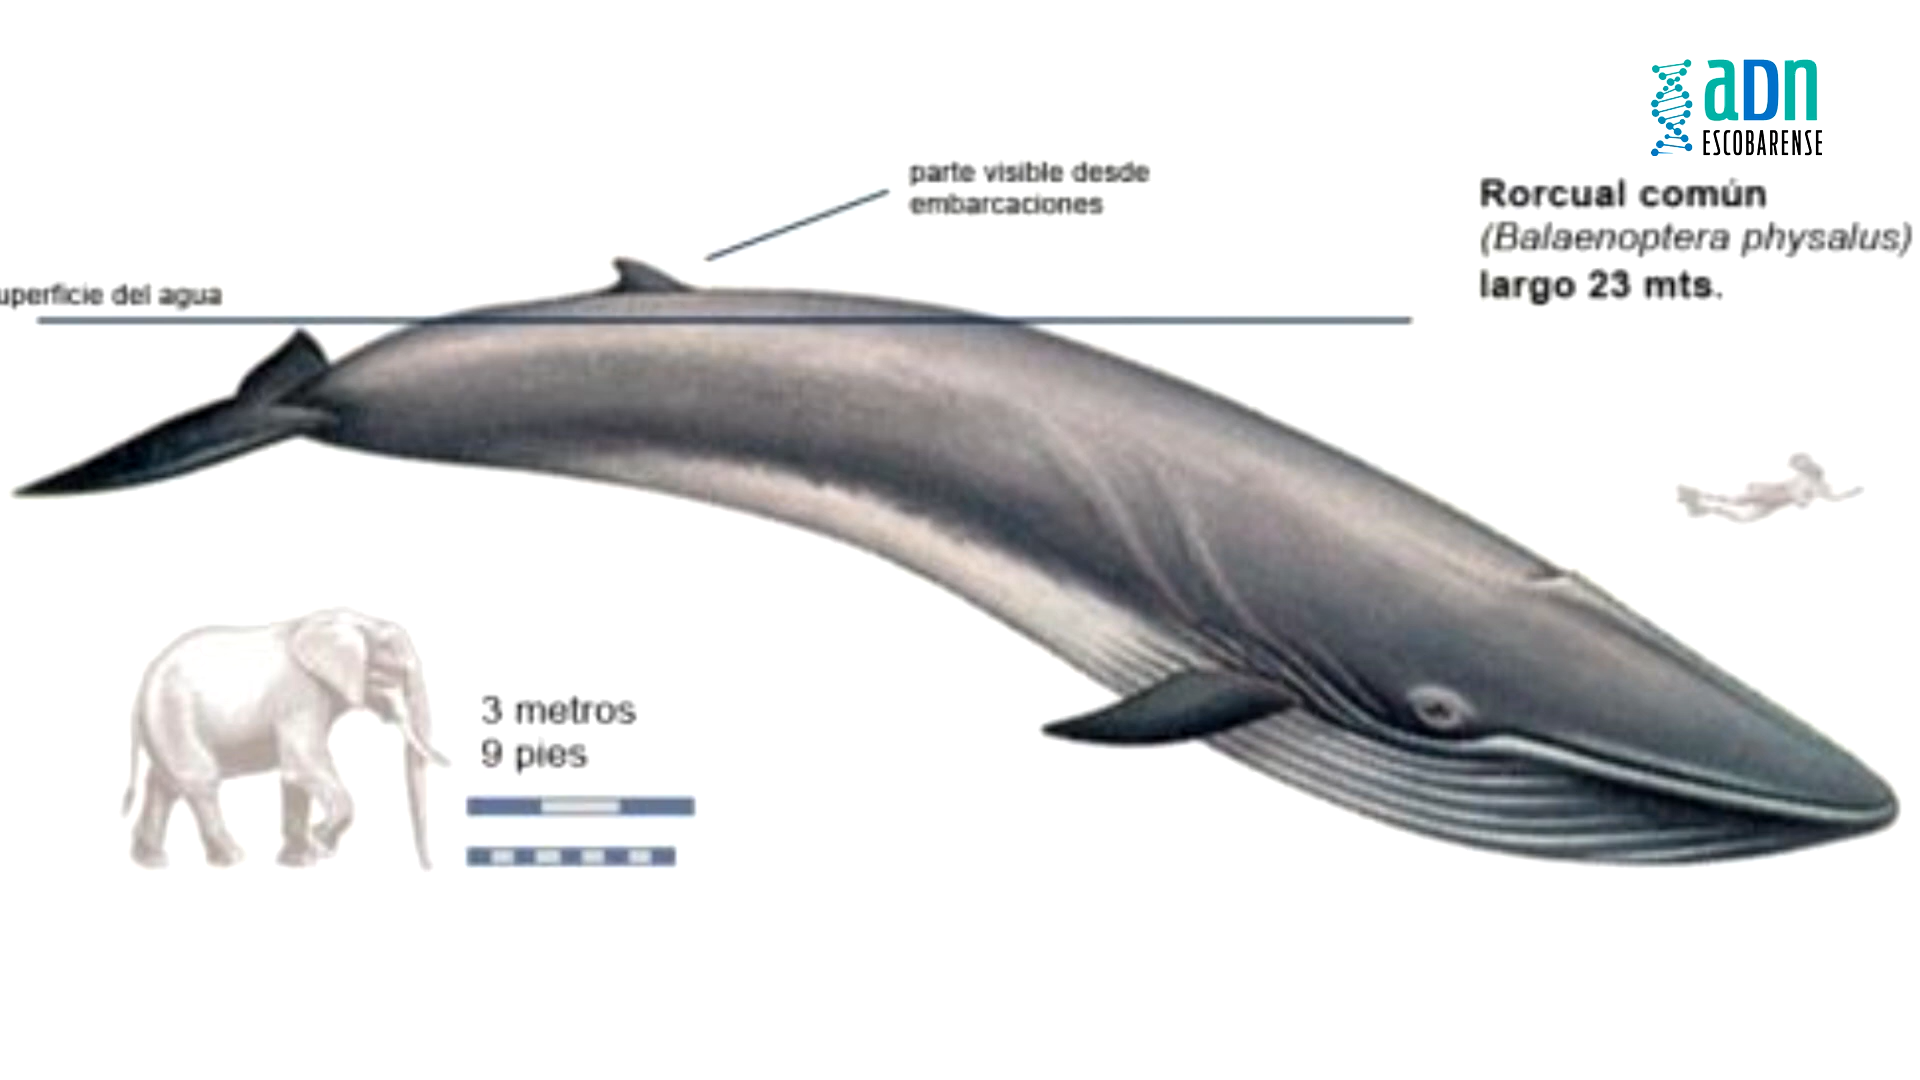 aDn
ESCOBARENSE
parte visible desde
embarcaciones
Rorcual común
(Balaenoptera physalus)
largo 23 mts.
uperficie del agua
3 metros
9 pies